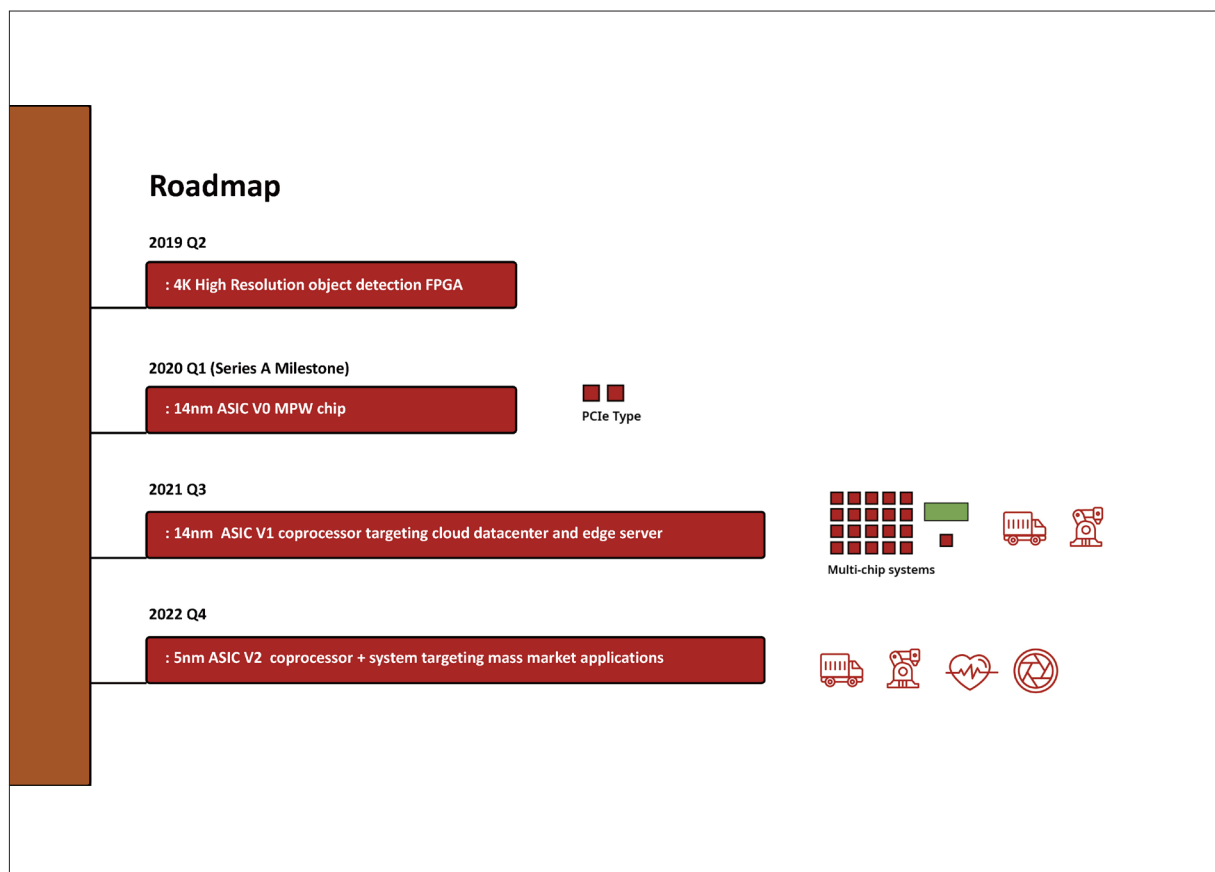 Roadmap
2019 Q2
: 4K High Resolution object detection FPGA
2020 Q1 (Series A Milestone)
: 14nm ASIC V0 MPW chip
PCIe Type
2021 Q3
: 14nm  ASIC V1 coprocessor targeting cloud datacenter and edge server
Multi-chip systems
2022 Q4
: 5nm ASIC V2  coprocessor + system targeting mass market applications